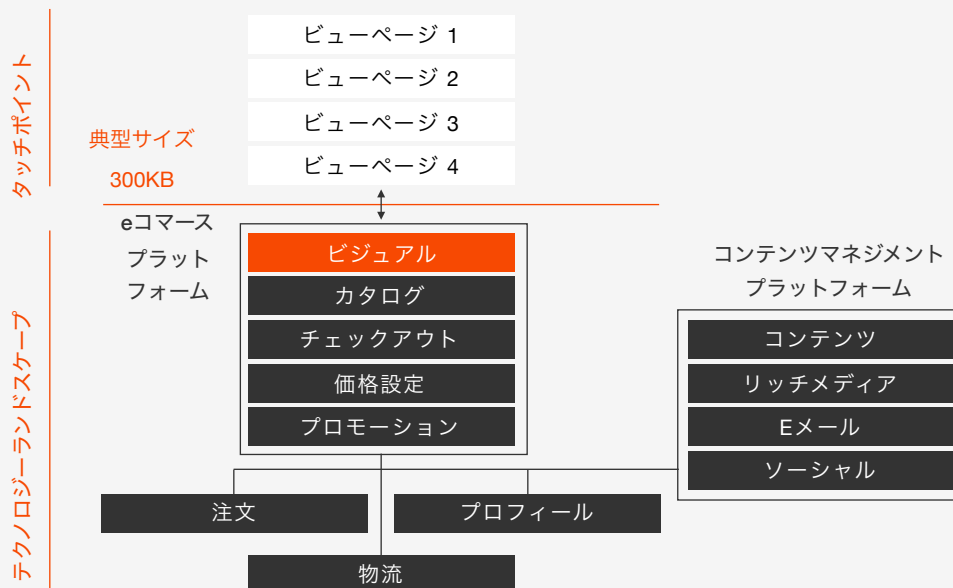 タッチポイント
ビューページ 1
ビューページ 2
ビューページ 3
ビューページ 4
典型サイズ
300KB
テクノロジーランドスケープ
eコマース
プラット
フォーム
ビジュアル
カタログ
チェックアウト
価格設定
プロモーション
コンテンツマネジメント
プラットフォーム
コンテンツ
リッチメディア
Eメール
ソーシャル
注文
プロフィール
物流